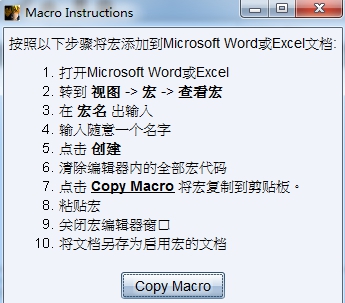 Macro Instructions
按照以下步骤将宏添加到Microsoft Word或Excel文档:
1. 打开Microsoft Word或Excel
2. 转到 视图 -> 宏 -> 查看宏
3. 在 宏名 出输入
4. 输入随意一个名字
5. 点击 创建
6. 清除编辑器内的全部宏代码
7. 点击 Copy Macro 将宏复制到剪贴板。
8. 粘贴宏
9. 关闭宏编辑器窗口
10. 将文档另存为启用宏的文档
Copy Macro